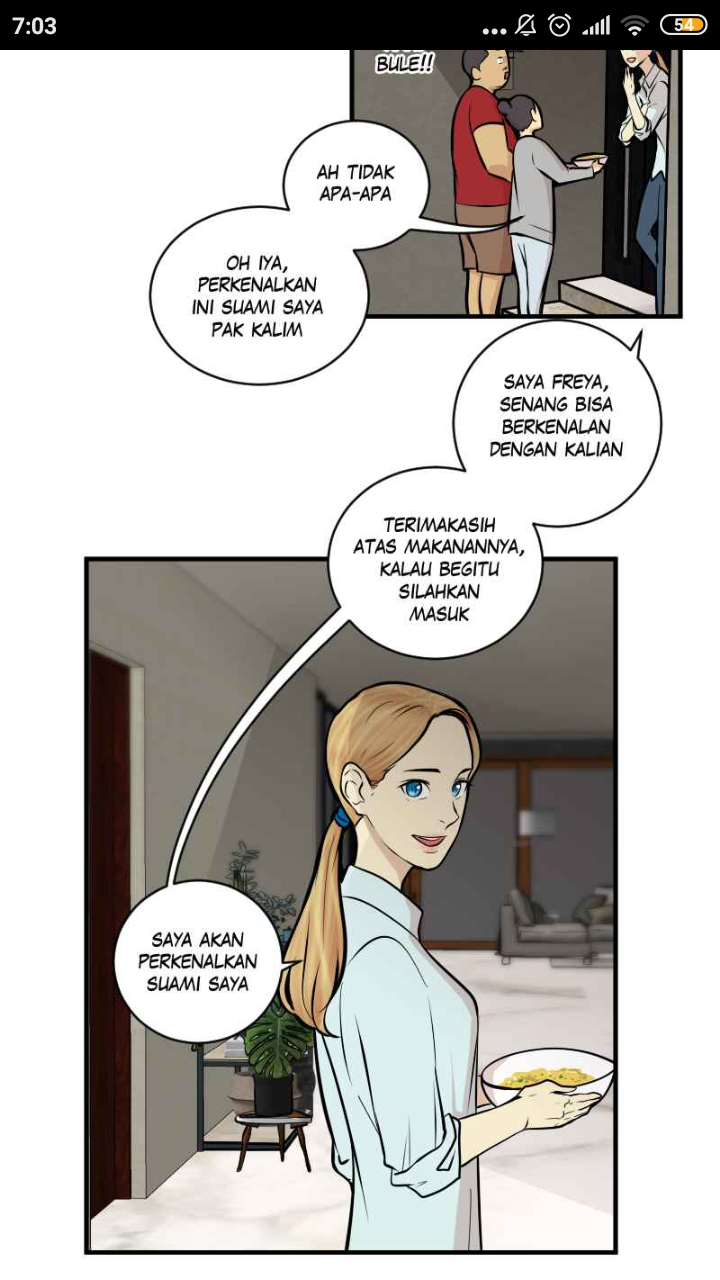 7:03
54
BULE!!
AH TIDAK
APA-APA
OH IYA,
PERKENALKAN
INI SUAMI SAYA
PAK KALIM
SAYA FREYA,
SENANG BISA
BERKENALAN
DENGAN KALIAN
TERIMAKASIH
ATAS MAKANANNYA,
KALAU BEGITU
SILAHKAN
MASUK
SAYA AKAN
PERKENALKAN
SUAMI SAYA